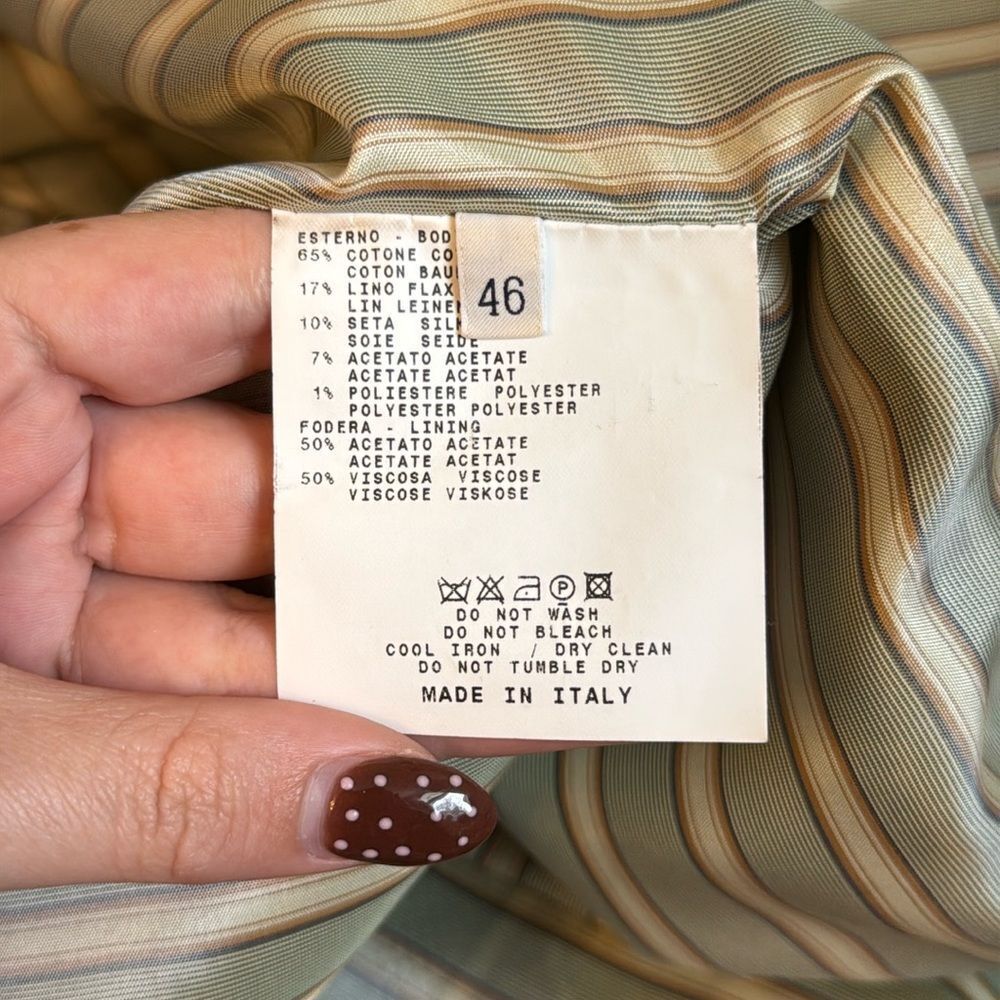 ESTERNO - BOD
65% COTONE CO
COTON BAU
17% LINO FLAX
LIN LEINEN
10% SETA SILK
SOIE SEIDE
46
7% ACETATO ACETATE
ACETATE ACETAT
1% POLIESTERE POLYESTER
POLYESTER POLYESTER
FODERA - LINING
50% ACETATO ACETATE
ACETATE ACETAT
50% VISCOSA VISCOSE
VISCOSE VISKOSE
P
DO NOT WASH
DO NOT BLEACH
COOL IRON / DRY CLEAN
DO NOT TUMBLE DRY
MADE IN ITALY